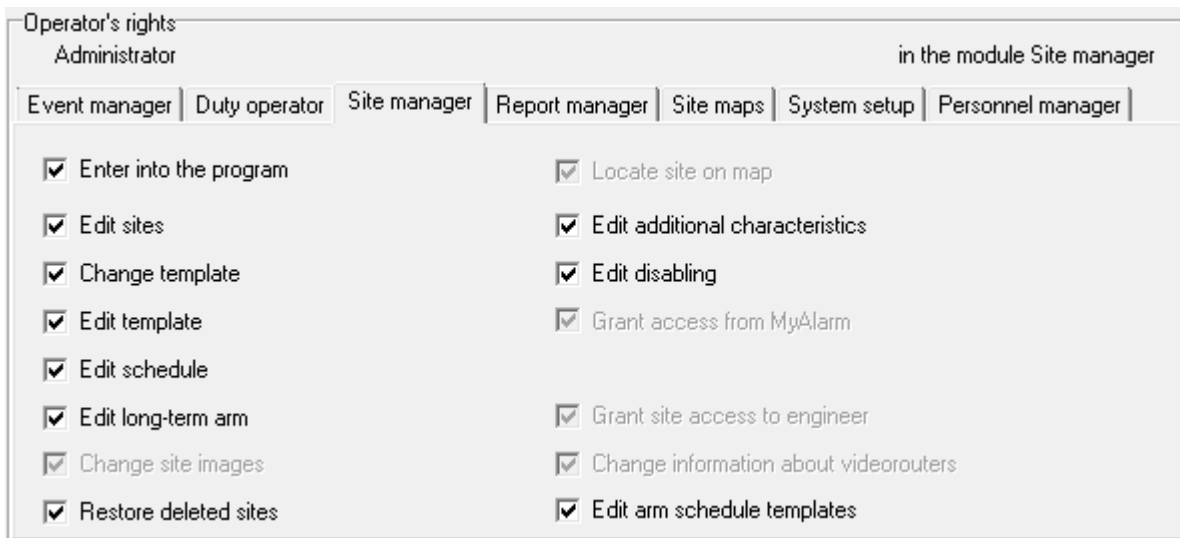 Operator's rights
Administrator in the module Site manager
Event manager Duty operator Site manager Report manager Site maps System setup Personnel manager
Enter into the program Locate site on map
Edit sites Edit additional characteristics
Change template Edit disabling
Edit template Grant access from MyAlarm
Edit schedule
Edit long-term arm Grant site access to engineer
Change site images Change information about videorouters
Restore deleted sites Edit arm schedule templates